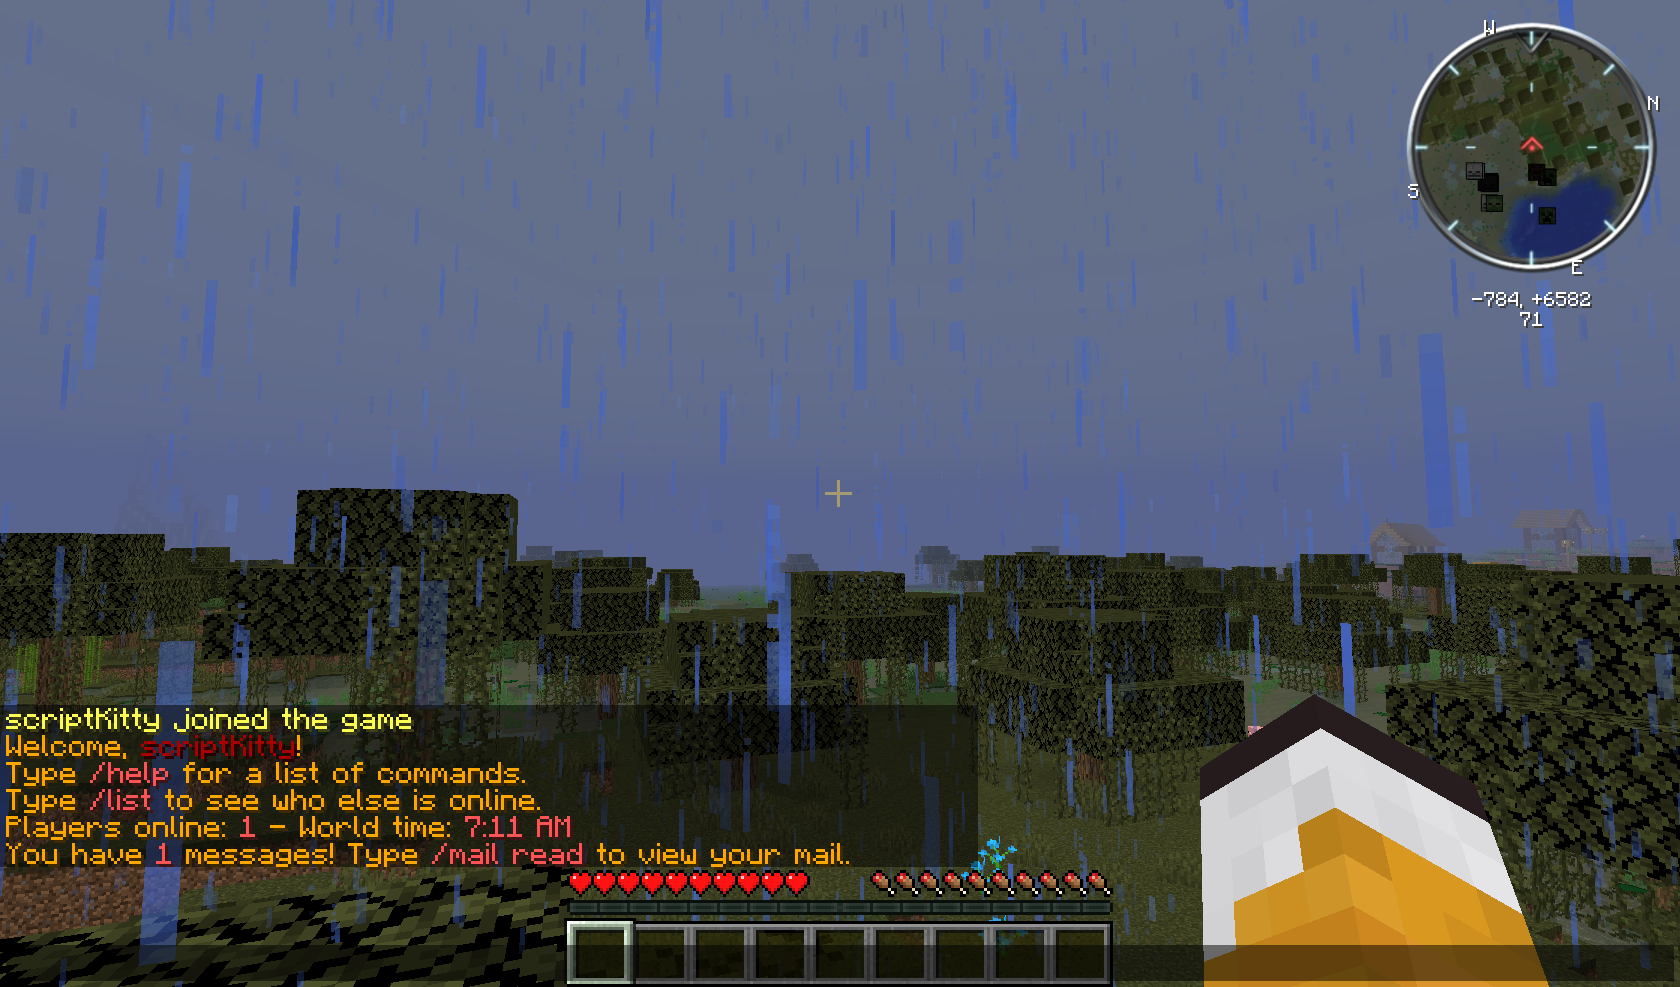 W
N
S
E
-784, +6582
71
scriptKitty joined the game
Welcome, scriptKitty!
Type /help for a list of commands.
Type /list to see who else is online.
Players online: 1 - World time: 7:11 AM
You have 1 messages! Type /mail read to view your mail.